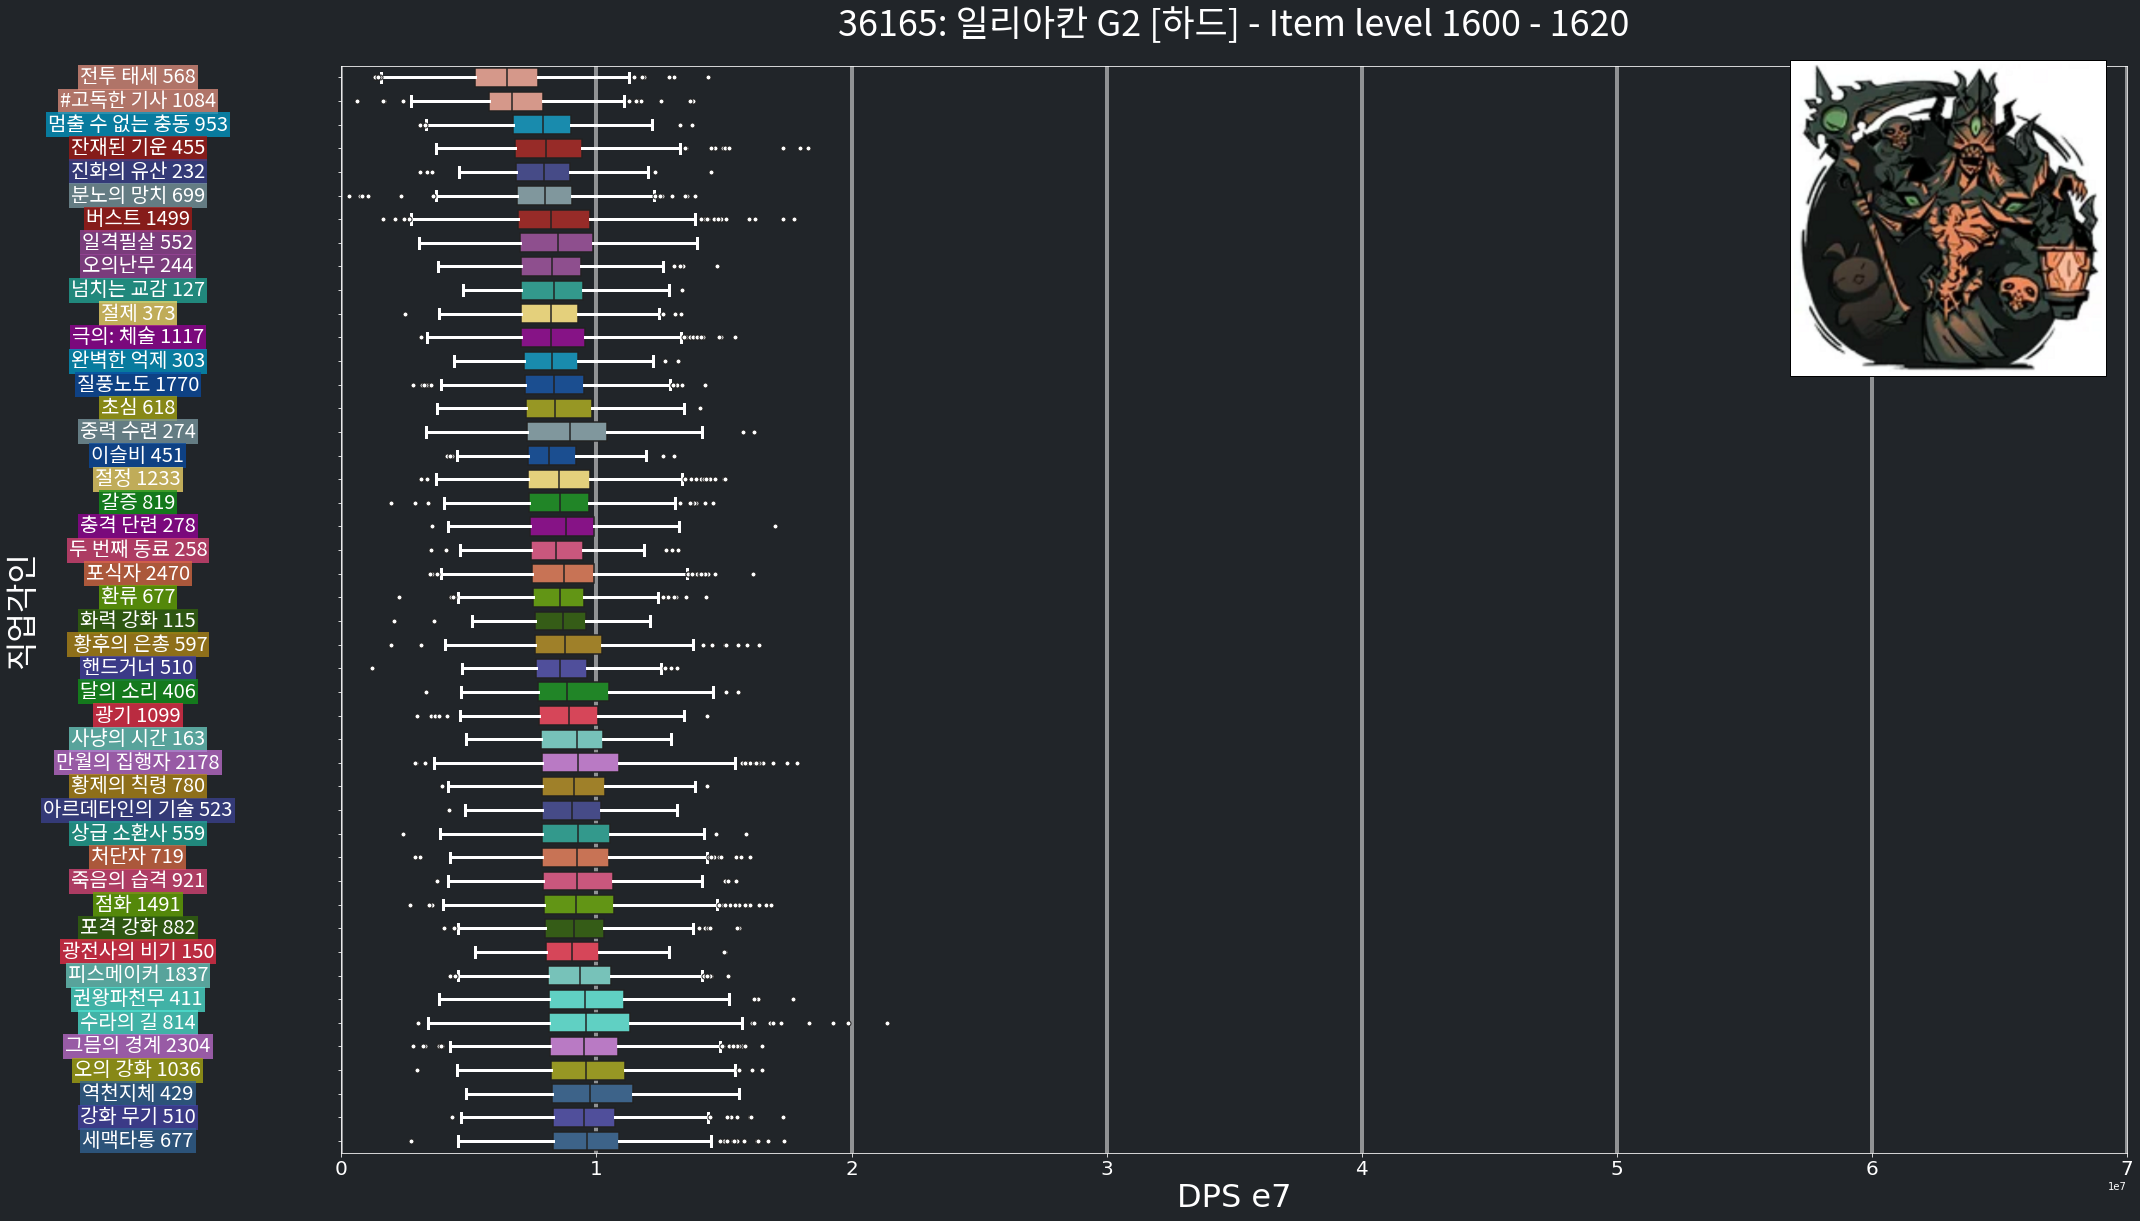 36165: 일리아칸 G2 [하드] - Item level 1600 - 1620
전투 태세 568
#고독한 기사 1084
멈출 수 없는 충동 953
잔재된 기운 455
진화의 유산 232
분노의 망치 699
버스트 1499
일격필살 552
오의난무 244
넘치는 교감 127
절제 373
극의: 체술 1117
완벽한 억제 303
질풍노도 1770
초심 618
중력 수련 274
이슬비 451
절정 1233
갈증 819
충격 단련 278
두 번째 동료 258
포식자 2470
환류 677
화력 강화 115
황후의 은총 597
핸드거너 510
달의 소리 406
광기 1099
사냥의 시간 163
만월의 집행자 2178
황제의 칙령 780
아르데타인의 기술 523
상급 소환사 559
처단자 719
죽음의 습격 921
점화 1491
포격 강화 882
광전사의 비기 150
피스메이커 1837
권왕파천무 411
수라의 길 814
그믐의 경계 2304
오의 강화 1036
역천지체 429
강화 무기 510
세맥타통 677
직업각인
0 1 2 3 4 5 6 7
DPS e7
1e7